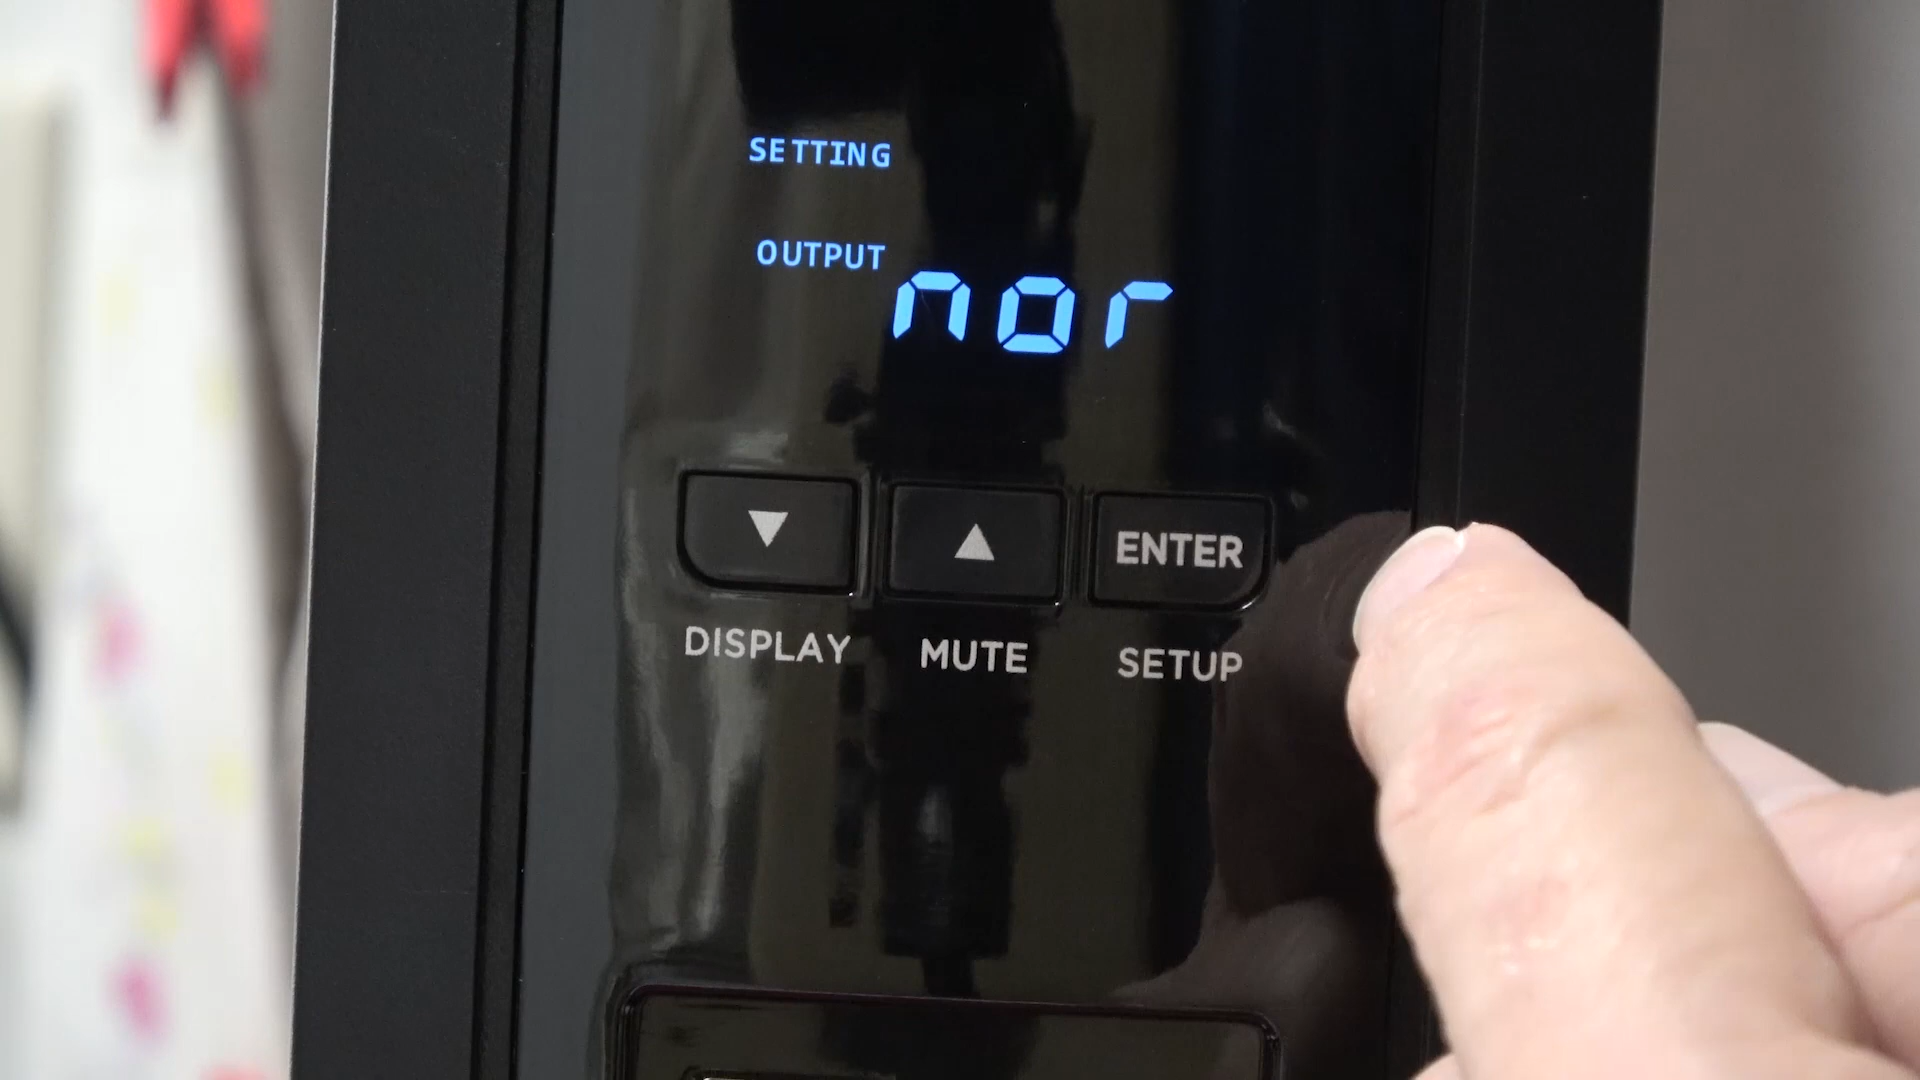 SETTING
OUTPUT
nor
▼ ▲ ENTER
DISPLAY MUTE SETUP